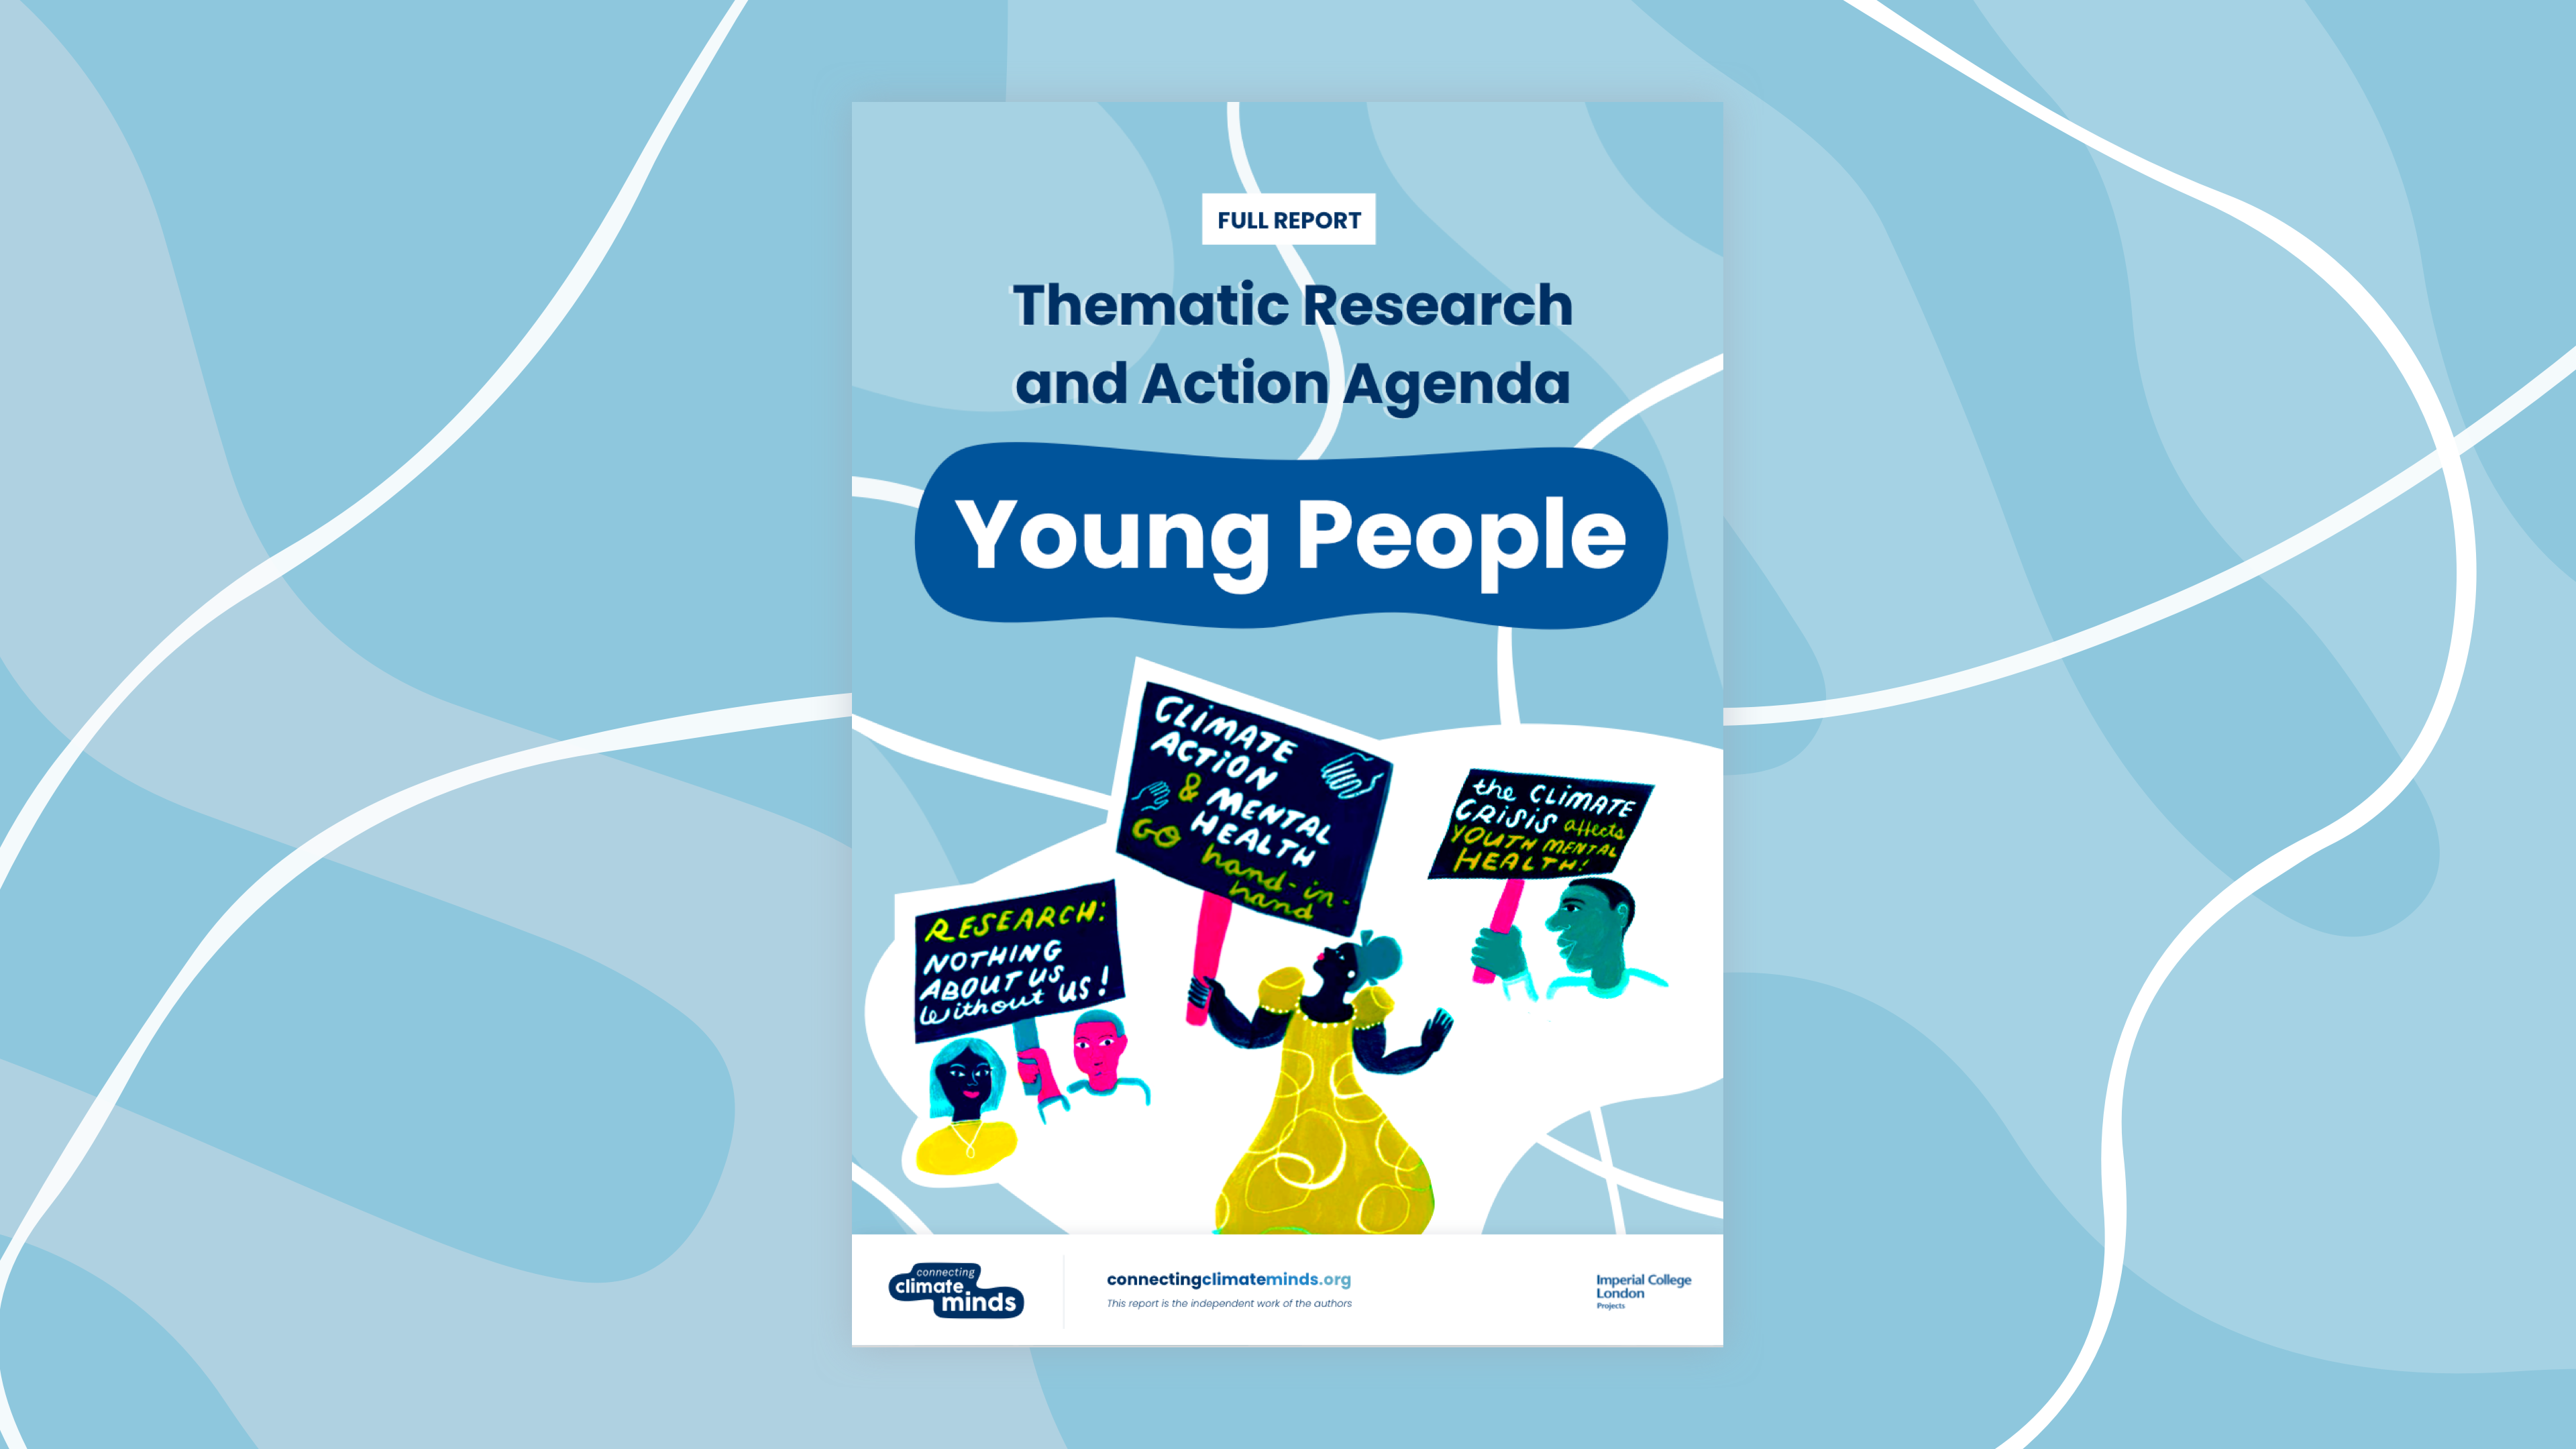 FULL REPORT
Thematic Research
and Action Agenda
Young People
CLIMATE
ACTION
& MENTAL
HEALTH
GO hand-in-
hand
the CLIMATE
CRISIS affects
YOUTH MENTAL
HEALTH!
RESEARCH:
NOTHING
ABOUT US
without US!
connecting
climate
minds
connectingclimateminds.org
This report is the independent work of the authors
Imperial College
London
Projects